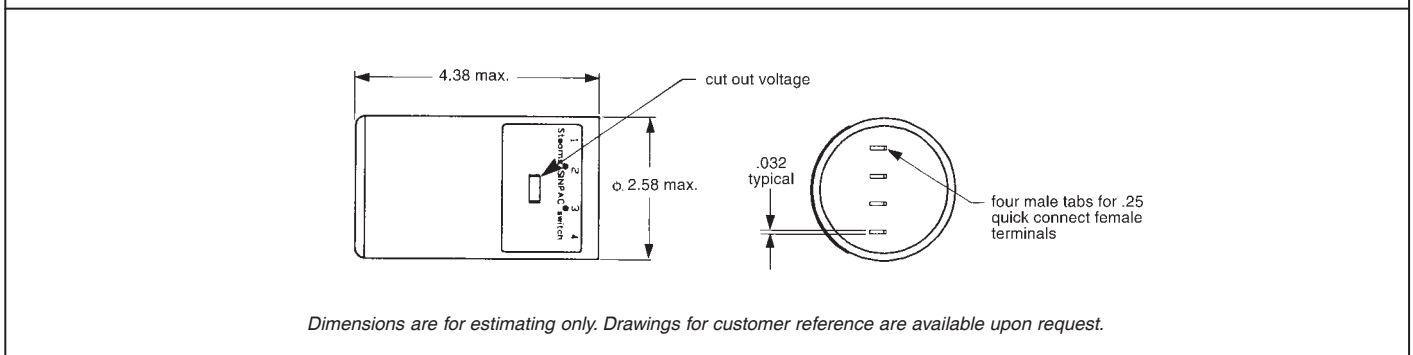 4.38 max.
cut out voltage
1 2 3 4
Stearns® SINPAC® switch
⌀ 2.58 max.
.032
typical
four male tabs for .25
quick connect female
terminals
Dimensions are for estimating only. Drawings for customer reference are available upon request.